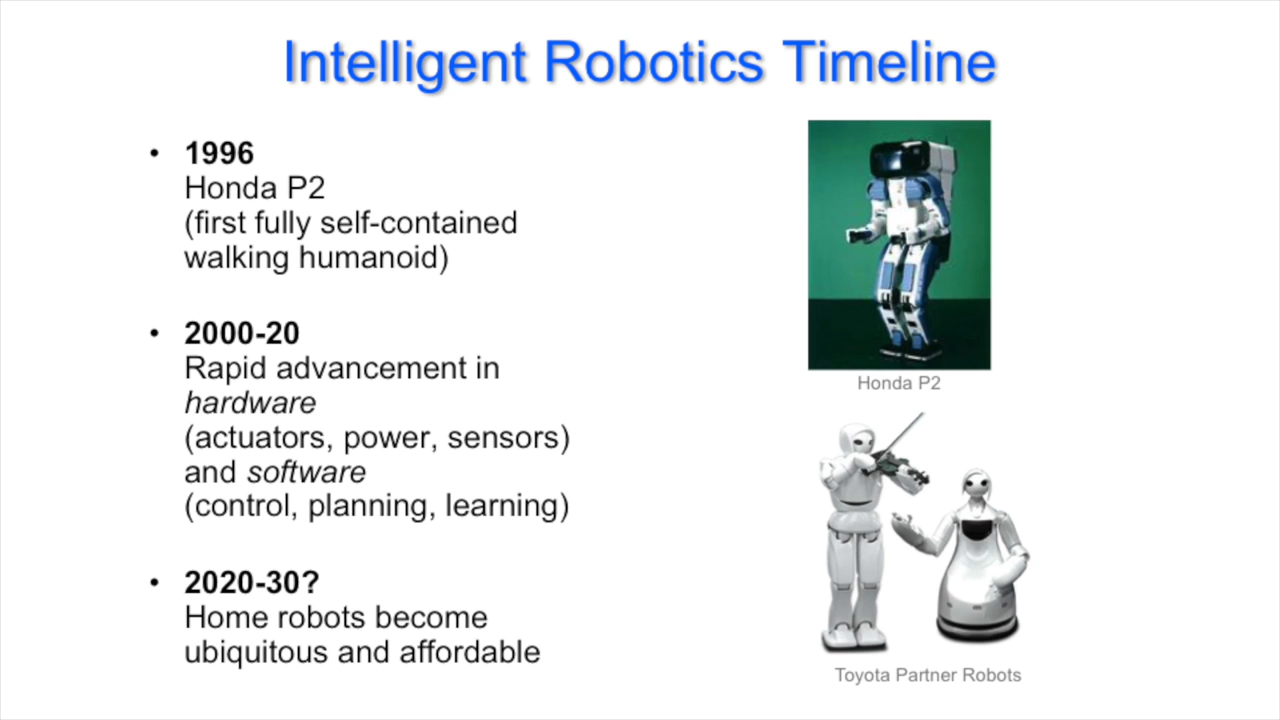 Intelligent Robotics Timeline
• 1996
Honda P2
(first fully self-contained
walking humanoid)
• 2000-20
Rapid advancement in
hardware
(actuators, power, sensors)
and software
(control, planning, learning)
• 2020-30?
Home robots become
ubiquitous and affordable
Honda P2
Toyota Partner Robots